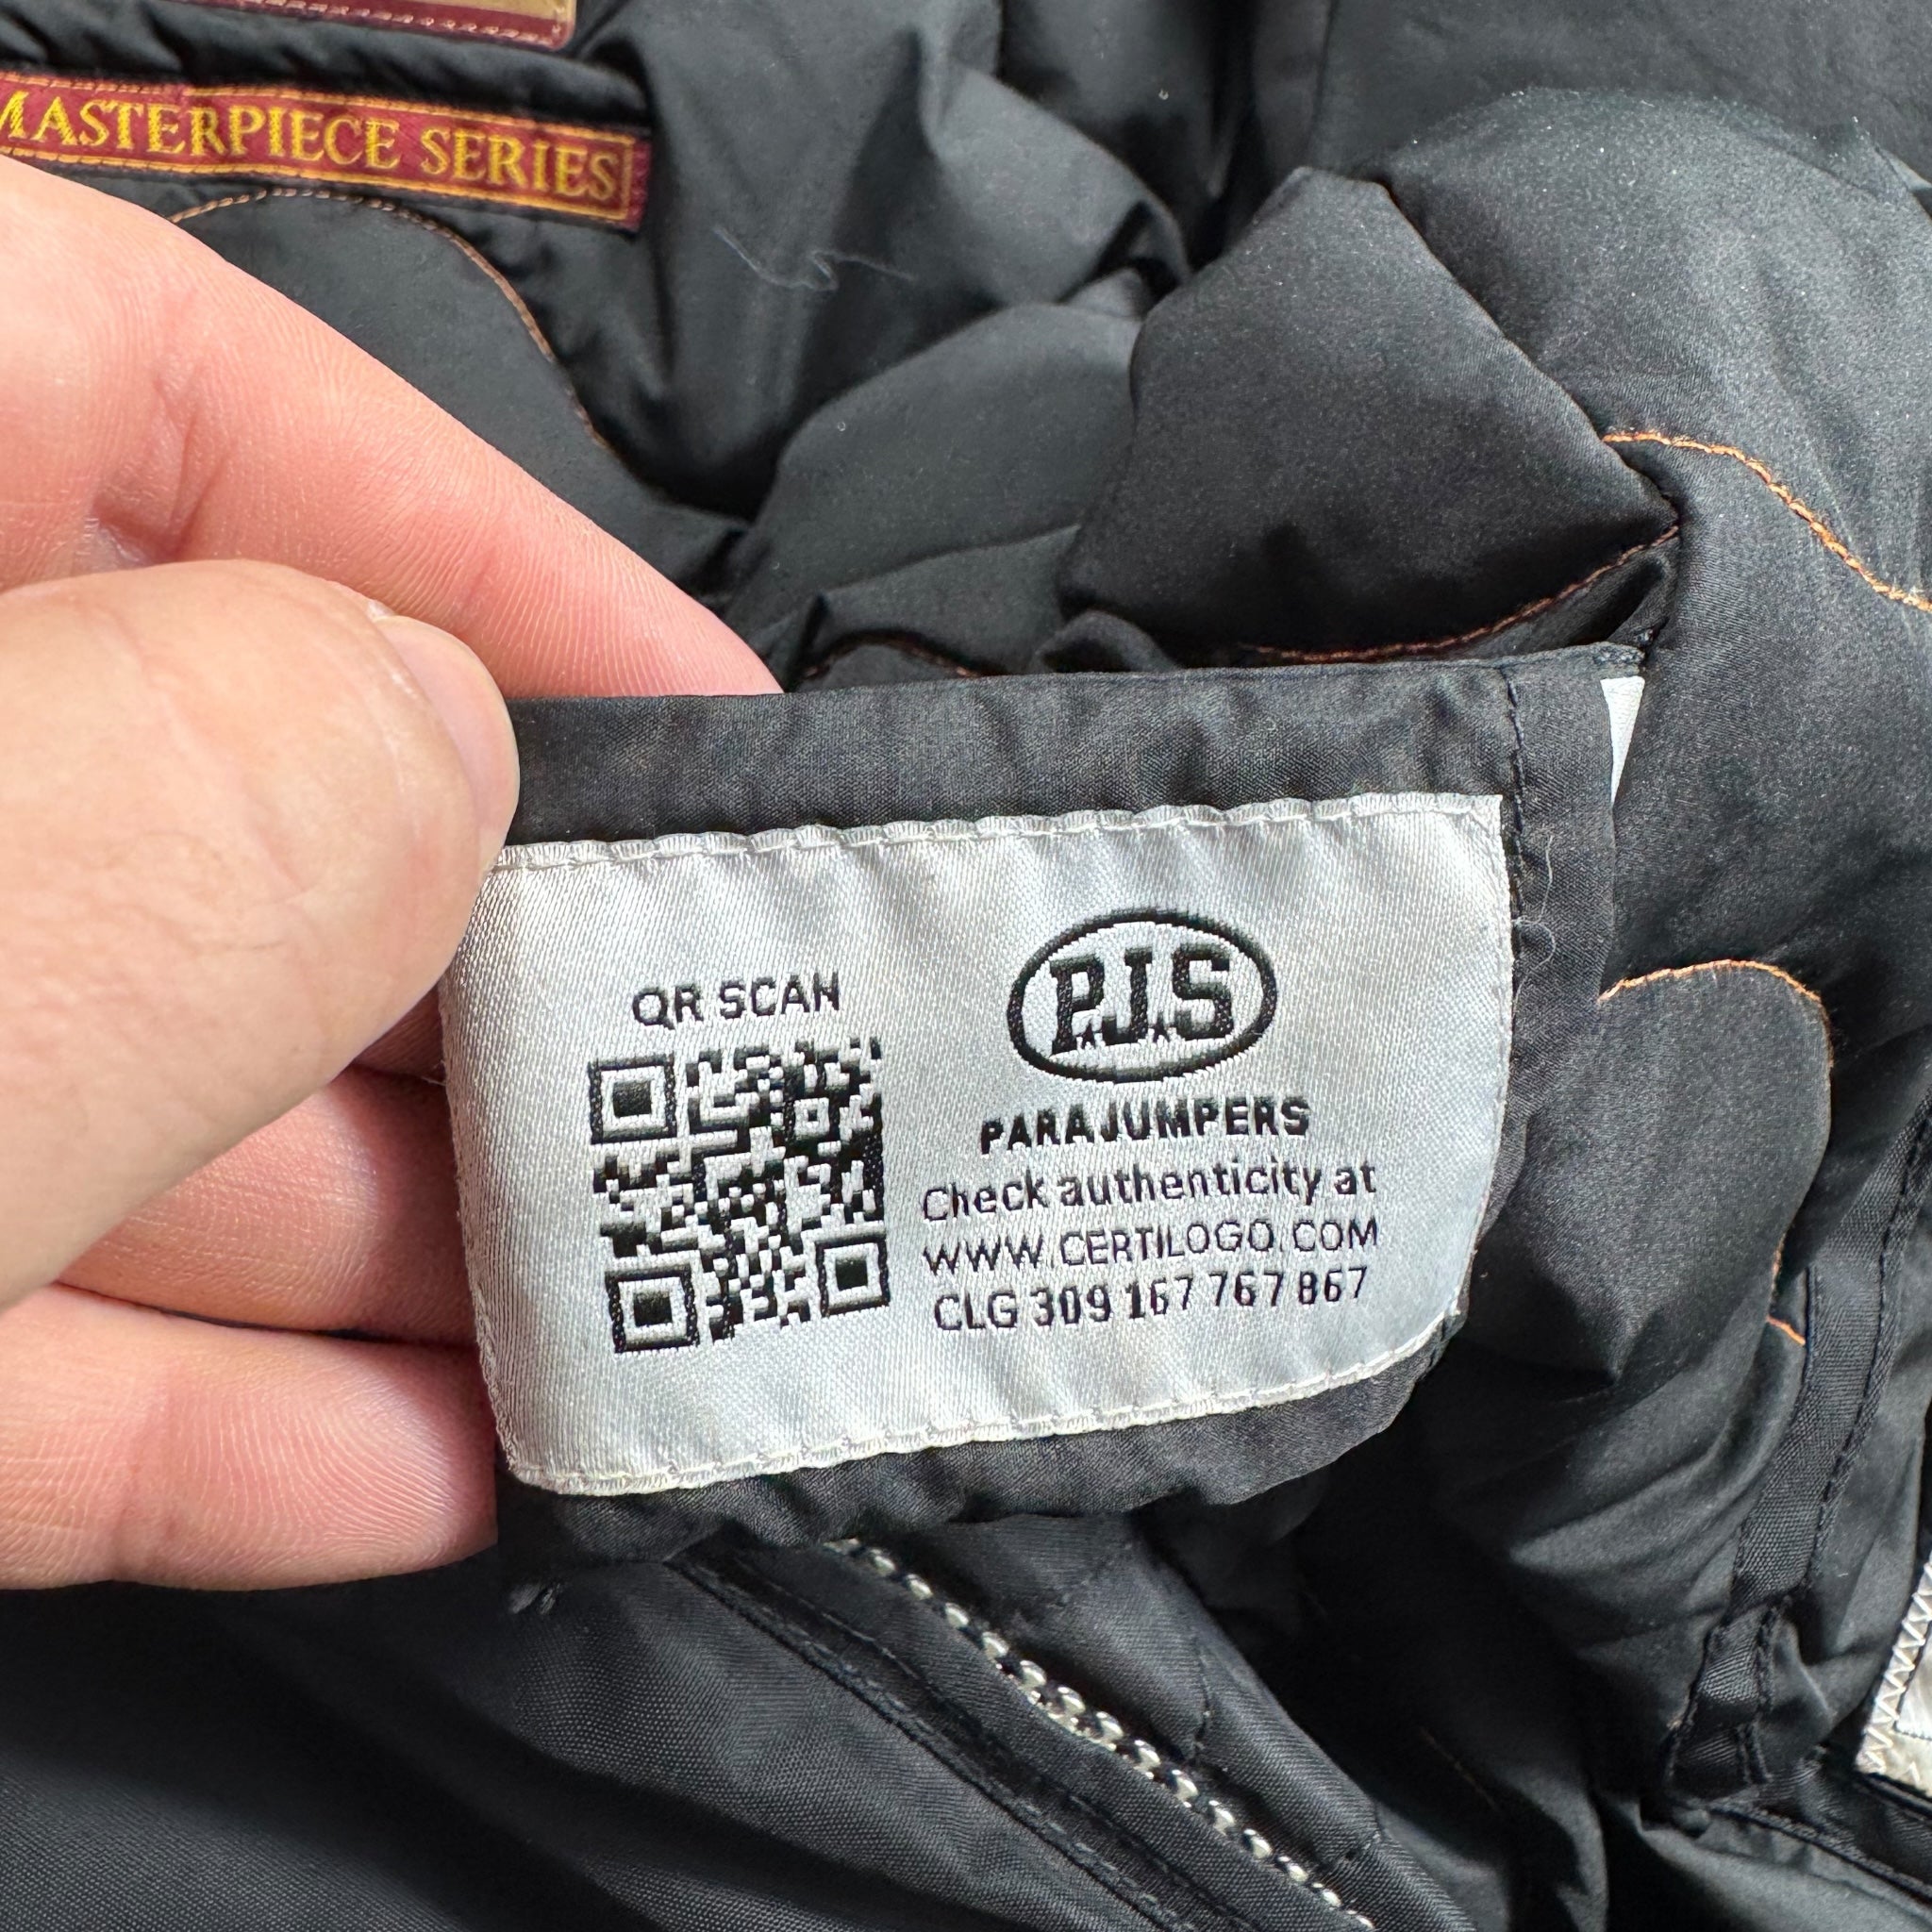 MASTERPIECE SERIES
QR SCAN
P.J.S
PARAJUMPERS
Check authenticity at
WWW.CERTILOGO.COM
CLG 309 167 767 867